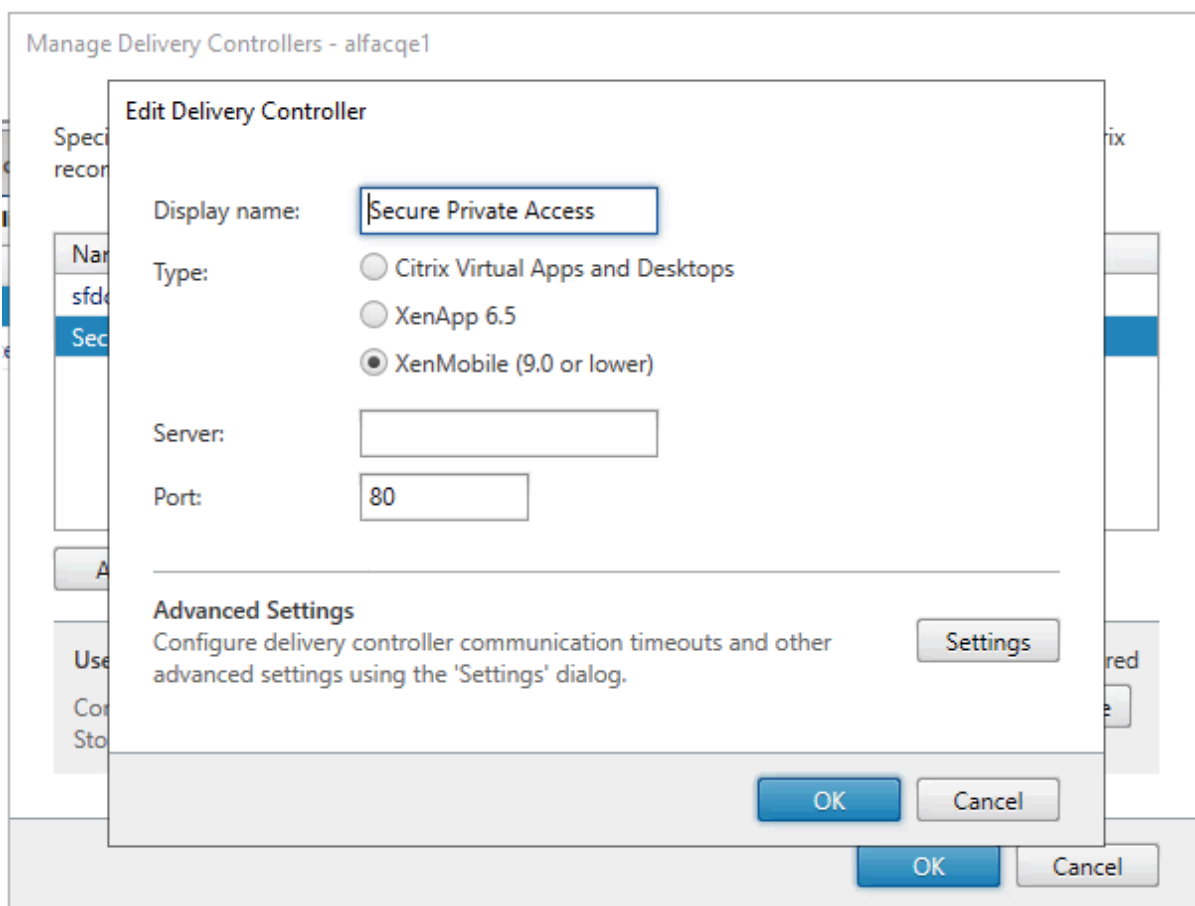 Manage Delivery Controllers - alfacqe1
Edit Delivery Controller
Speci
rix
recor
Display name: Secure Private Access
Nar
Type:
Citrix Virtual Apps and Desktops
sfdc
XenApp 6.5
Sec
XenMobile (9.0 or lower)
Server:
Port: 80
A
Advanced Settings
Configure delivery controller communication timeouts and other
advanced settings using the 'Settings' dialog.
Settings
Use
red
Cor
Sto
OK Cancel
OK Cancel